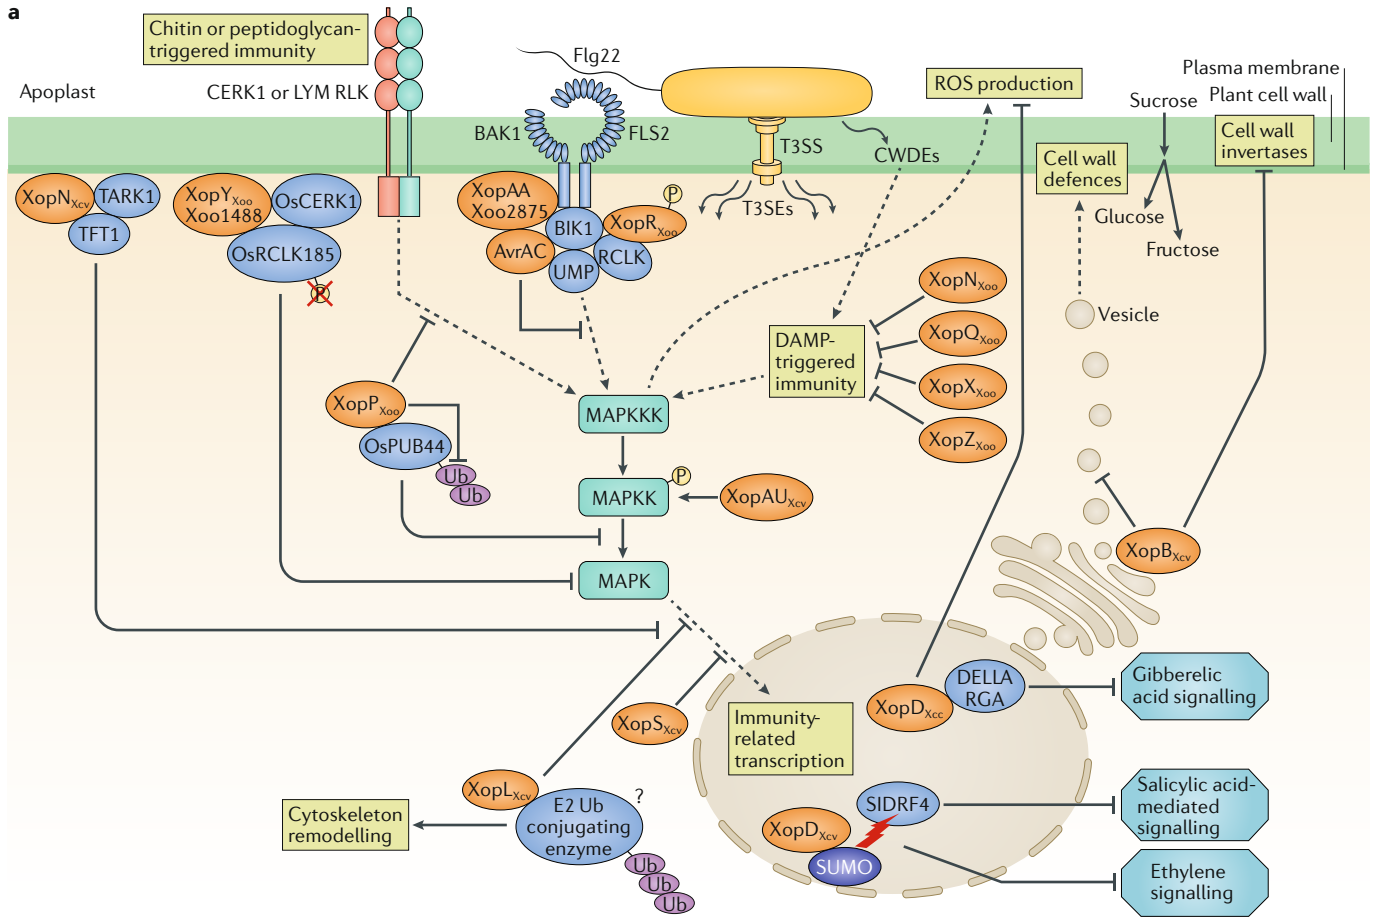 a
Chitin or peptidoglycan-
triggered immunity
Apoplast
CERK1 or LYM RLK
Flg22
BAK1
FLS2
T3SS
T3SEs
CWDEs
ROS production
Plasma membrane
Plant cell wall
Sucrose
Cell wall
invertases
Cell wall
defences
Glucose
Fructose
XopNXcv
TARK1
TFT1
XopYXoo
Xoo1488
OsCERK1
OsRCLK185
P
XopAA
Xoo2875
BIK1
XopRXoo
P
AvrAC
UMP
RCLK
XopNXoo
XopQXoo
XopXXoo
XopZXoo
Vesicle
DAMP-
triggered
immunity
XopPXoo
OsPUB44
Ub
Ub
MAPKKK
MAPKK
P
XopAUXcv
MAPK
XopBXcv
XopSXcv
Immunity-
related
transcription
XopDXcc
DELLA
RGA
Gibberelic
acid signalling
XopLXcv
E2 Ub
conjugating
enzyme
?
Ub
Ub
Ub
Cytoskeleton
remodelling
XopDXcv
SUMO
SlDRF4
Salicylic acid-
mediated
signalling
Ethylene
signalling